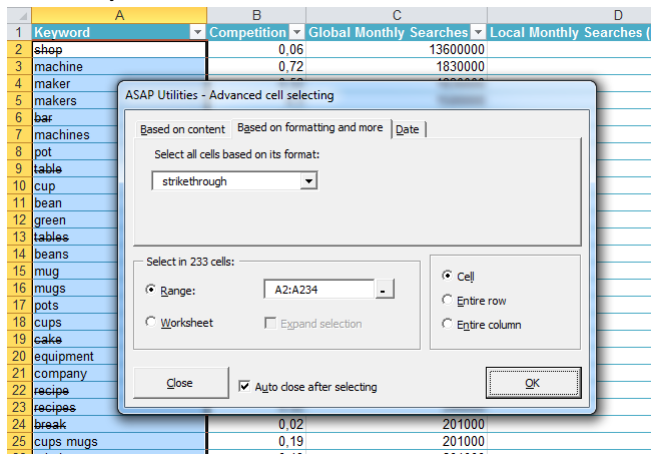 A B C D
1 Keyword Competition Global Monthly Searches Local Monthly Searches (
2 shop 0,06 13600000
3 machine 0,72 1830000
4 maker
5 makers
6 bar
7 machines
8 pot
9 table
10 cup
11 bean
12 green
13 tables
14 beans
15 mug
16 mugs
17 pots
18 cups
19 cake
20 equipment
21 company
22 recipe
23 recipes
24 break 0,02 201000
25 cups mugs 0,19 201000
ASAP Utilities - Advanced cell selecting
Based on content Based on formatting and more Date
Select all cells based on its format:
strikethrough
Select in 233 cells:
Range: A2:A234 -
Worksheet Expand selection
Cell
Entire row
Entire column
Close Auto close after selecting OK